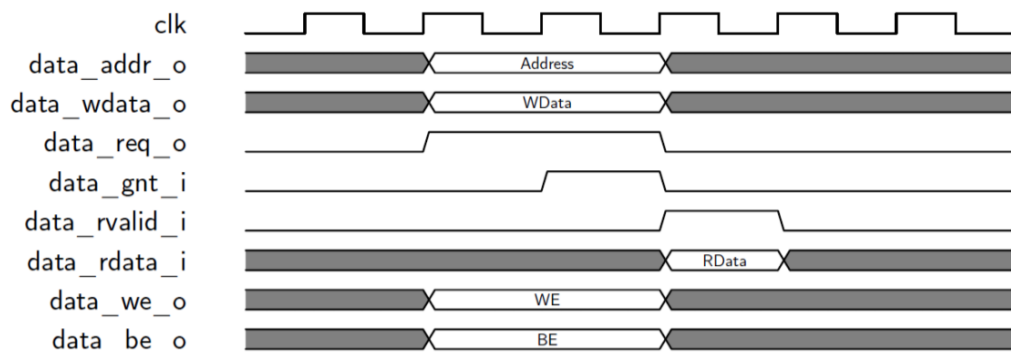 clk
data_addr_o Address
data_wdata_o WData
data_req_o
data_gnt_i
data_rvalid_i
data_rdata_i RData
data_we_o WE
data_be_o BE